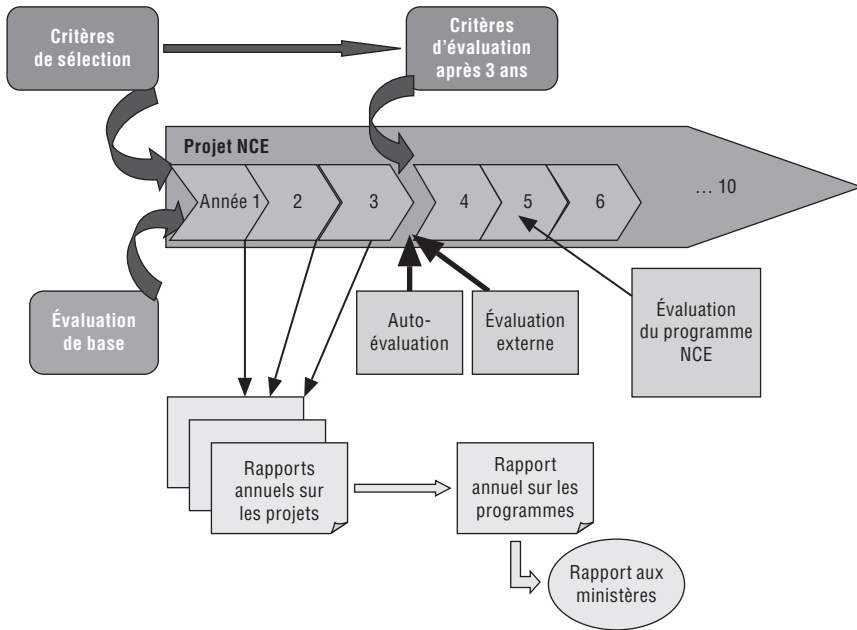 Critères
de sélection
Critères
d'évaluation
après 3 ans
Projet NCE
Année 1
2
3
4
5
6
... 10
Évaluation
de base
Auto-
évaluation
Évaluation
externe
Évaluation
du programme
NCE
Rapports
annuels sur
les projets
Rapport
annuel sur les
programmes
Rapport aux
ministères